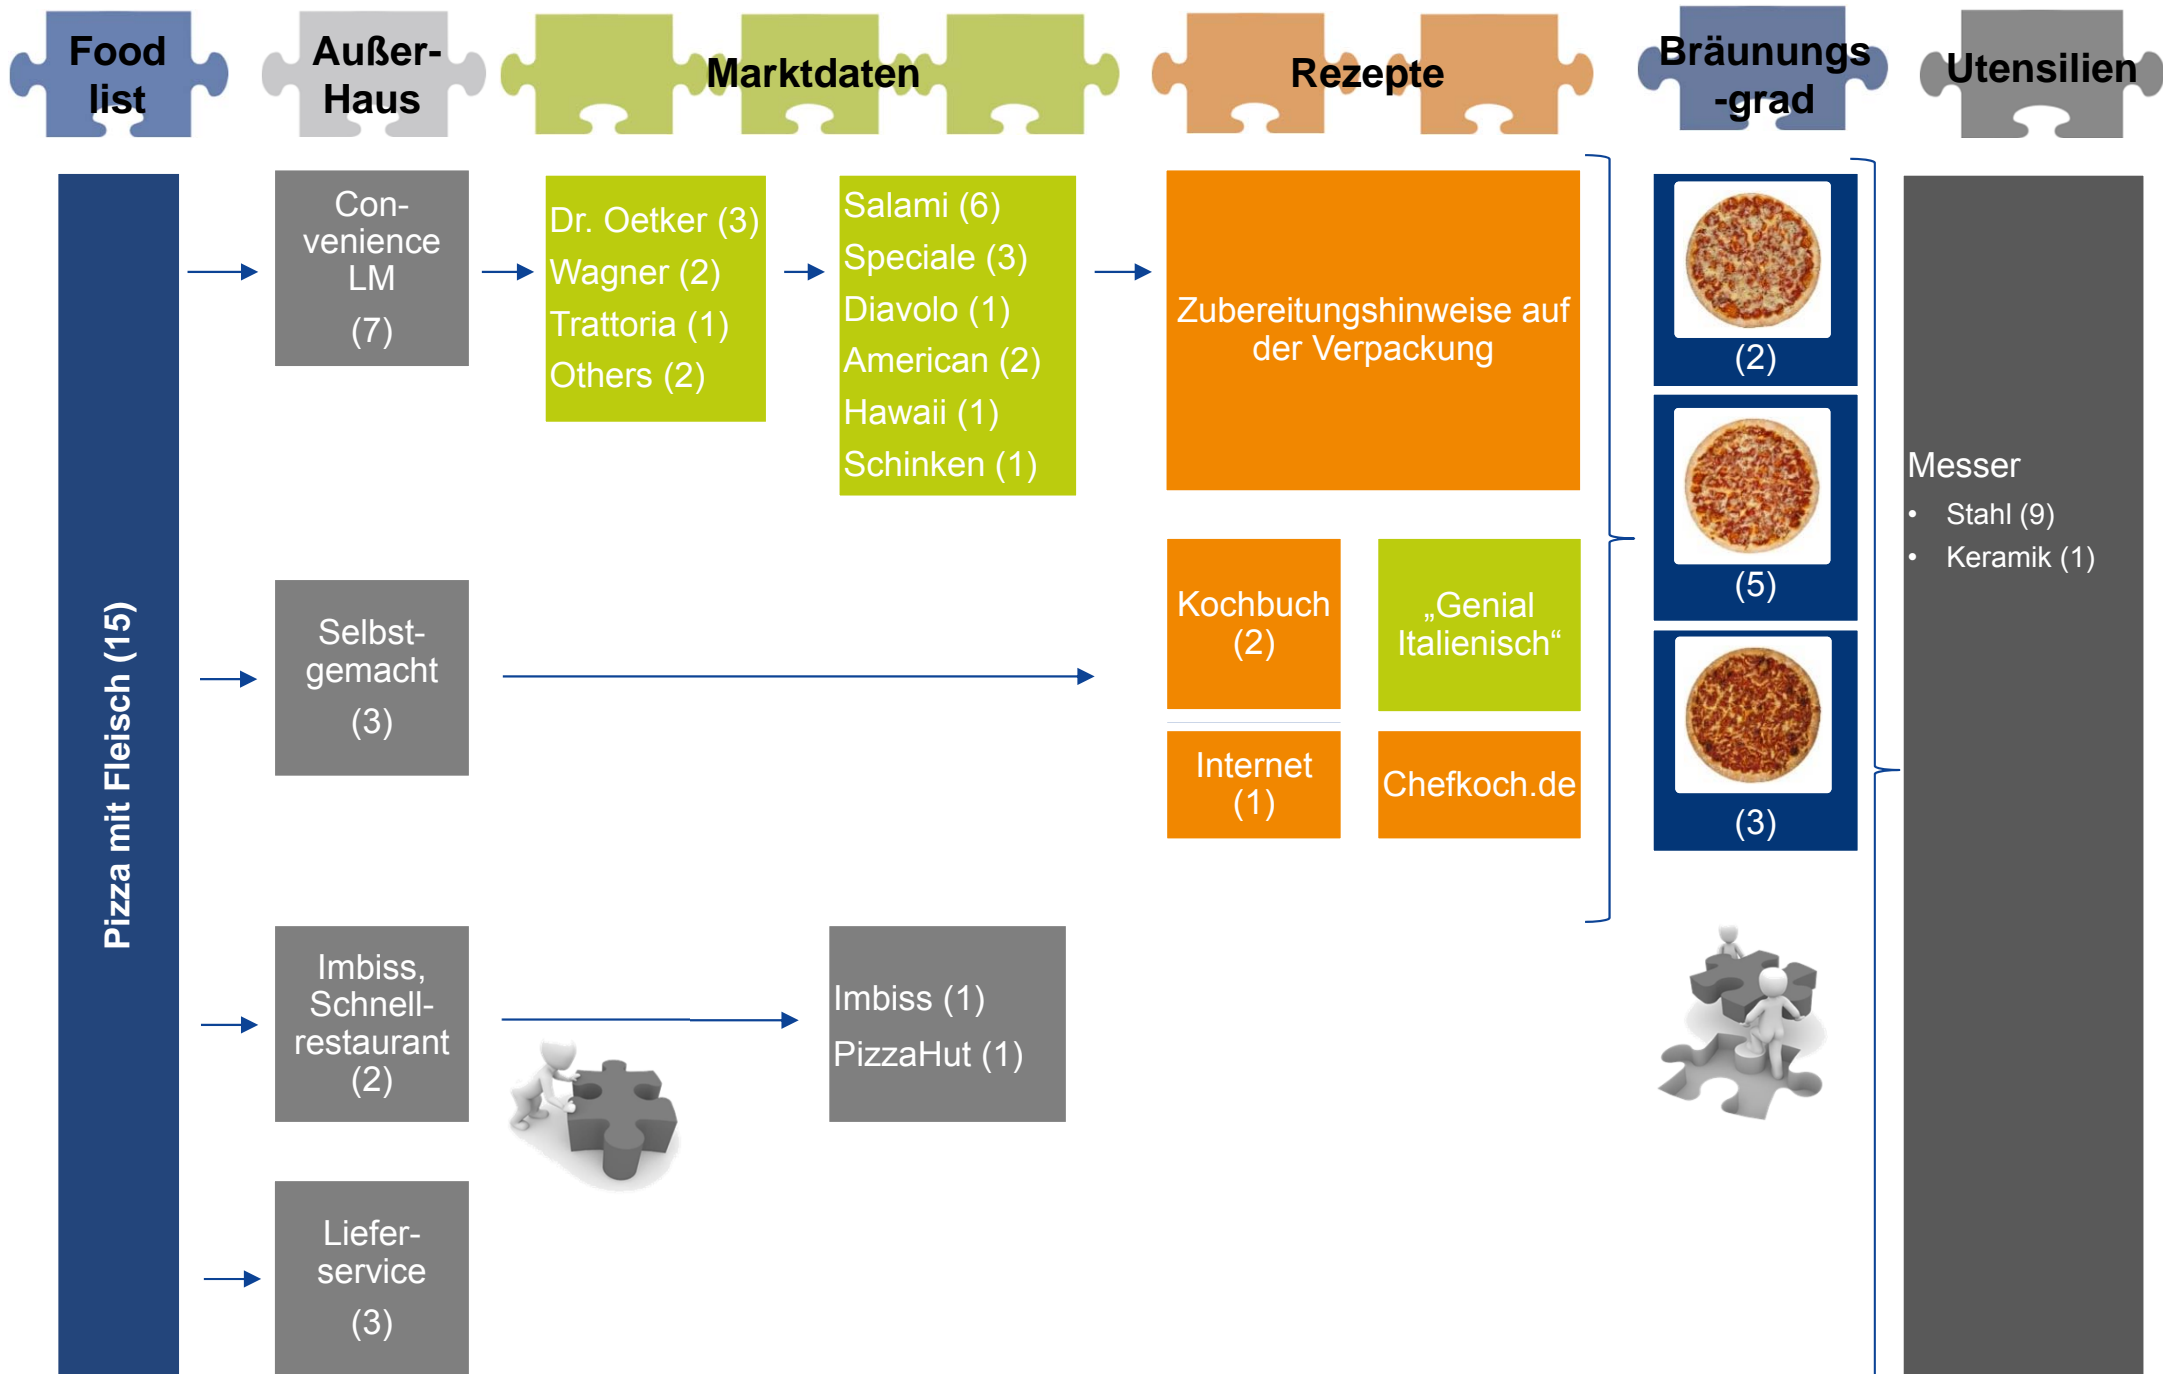 Food
list
Außer-
Haus
Marktdaten
Rezepte
Bräunungs
-grad
Utensilien
Pizza mit Fleisch (15)
Con-
venience
LM
(7)
Dr. Oetker (3)
Wagner (2)
Trattoria (1)
Others (2)
Salami (6)
Speciale (3)
Diavolo (1)
American (2)
Hawaii (1)
Schinken (1)
Zubereitungshinweise auf
der Verpackung
(2)
(5)
(3)
Messer
• Stahl (9)
• Keramik (1)
Selbst-
gemacht
(3)
Kochbuch
(2)
„Genial
Italienisch“
Internet
(1)
Chefkoch.de
Imbiss,
Schnell-
restaurant
(2)
Imbiss (1)
PizzaHut (1)
Liefer-
service
(3)